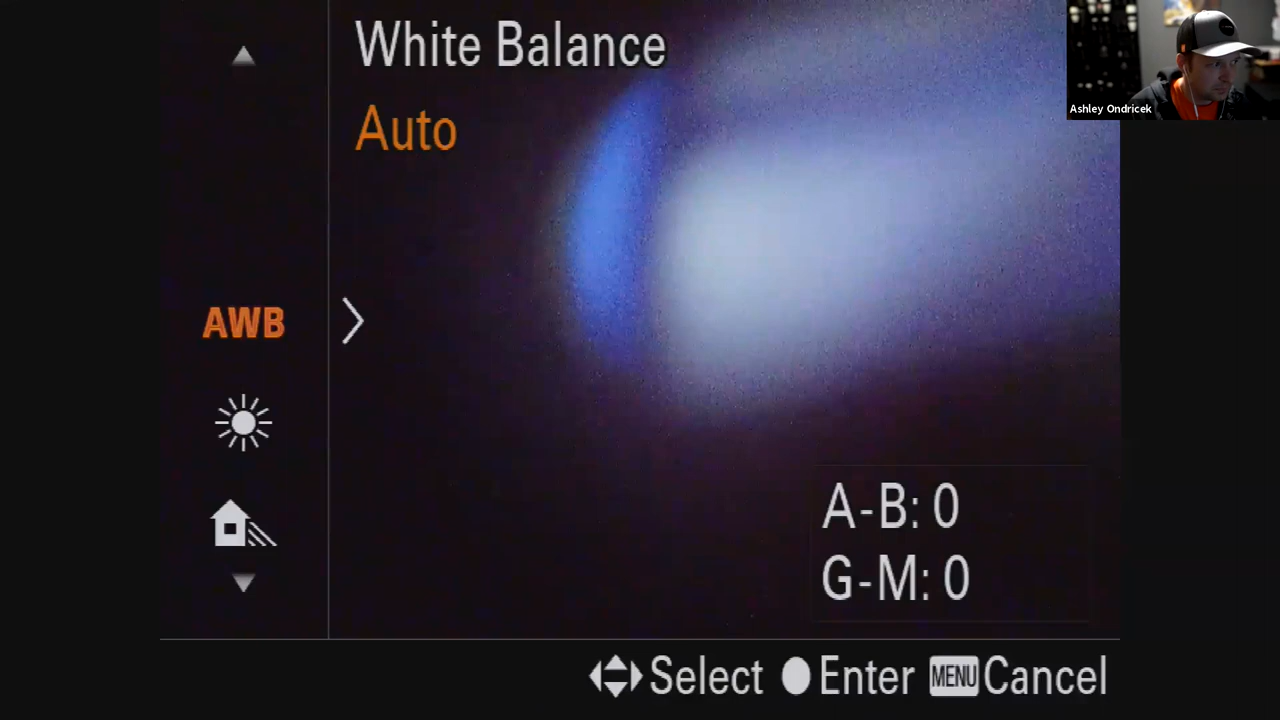 White Balance
Auto
Ashley Ondricek
AWB
A-B: 0
G-M: 0
Select Enter MENU Cancel